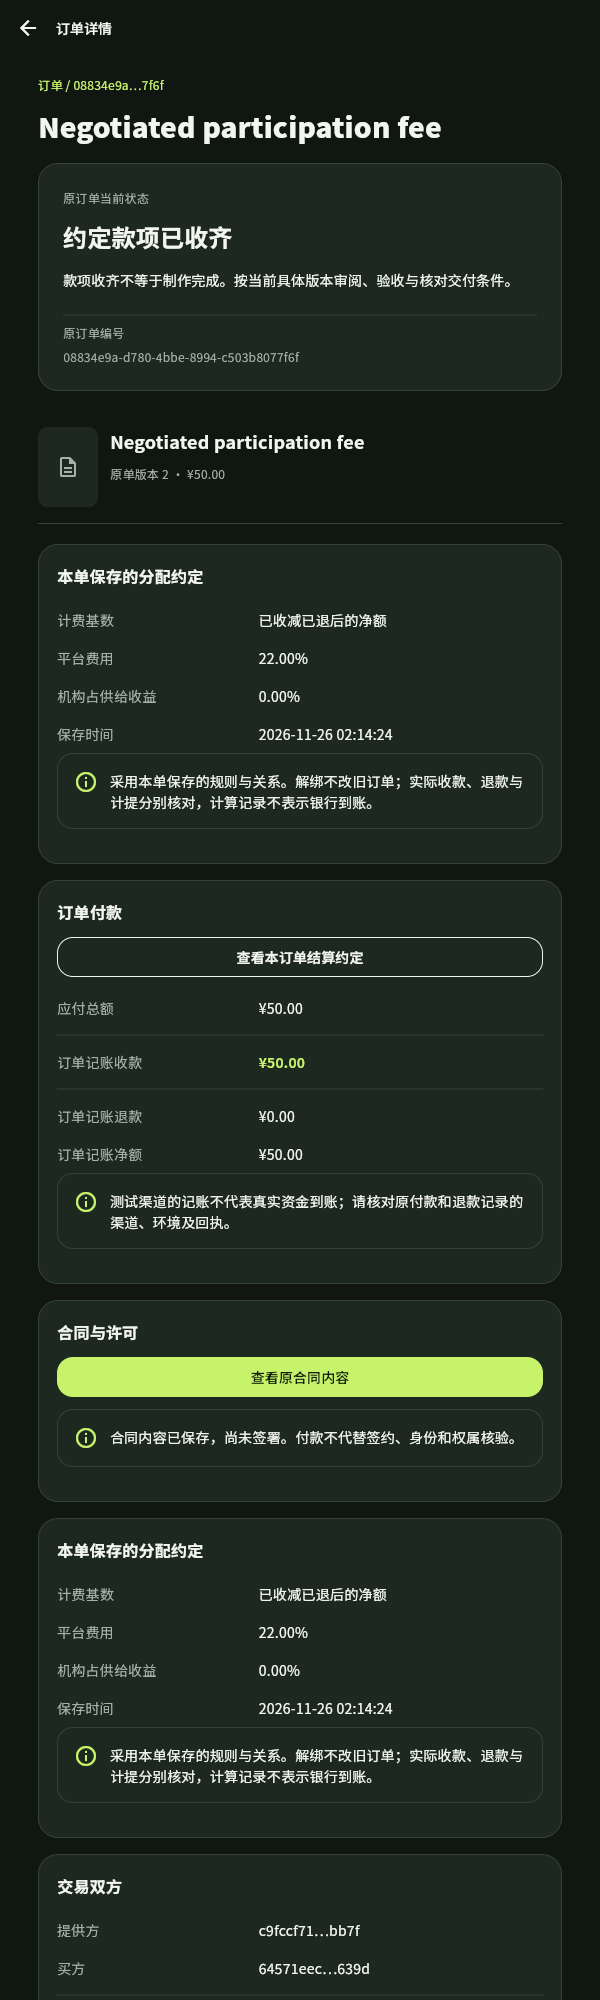 订单详情
订单 / 08834e9a…7f6f
Negotiated participation fee
原订单当前状态
约定款项已收齐
款项收齐不等于制作完成。按当前具体版本审阅、验收与核对交付条件。
原订单编号
08834e9a-d780-4bbe-8994-c503b8077f6f
Negotiated participation fee
原单版本 2 · ¥50.00
本单保存的分配约定
计费基数 已收减已退后的净额
平台费用 22.00%
机构占供给收益 0.00%
保存时间 2026-11-26 02:14:24
采用本单保存的规则与关系。解绑不改旧订单；实际收款、退款与
计提分别核对，计算记录不表示银行到账。
订单付款
查看本订单结算约定
应付总额 ¥50.00
订单记账收款 ¥50.00
订单记账退款 ¥0.00
订单记账净额 ¥50.00
测试渠道的记账不代表真实资金到账；请核对原付款和退款记录的
渠道、环境及回执。
合同与许可
查看原合同内容
合同内容已保存，尚未签署。付款不代替签约、身份和权属核验。
本单保存的分配约定
计费基数 已收减已退后的净额
平台费用 22.00%
机构占供给收益 0.00%
保存时间 2026-11-26 02:14:24
采用本单保存的规则与关系。解绑不改旧订单；实际收款、退款与
计提分别核对，计算记录不表示银行到账。
交易双方
提供方 c9fccf71…bb7f
买方 64571eec…639d